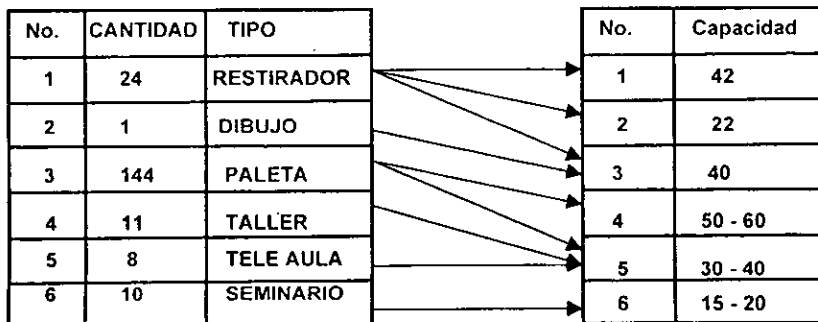 No. CANTIDAD TIPO
1 24 RESTIRADOR
2 1 DIBUJO
3 144 PALETA
4 11 TALLER
5 8 TELE AULA
6 10 SEMINARIO
No. Capacidad
1 42
2 22
3 40
4 50 - 60
5 30 - 40
6 15 - 20